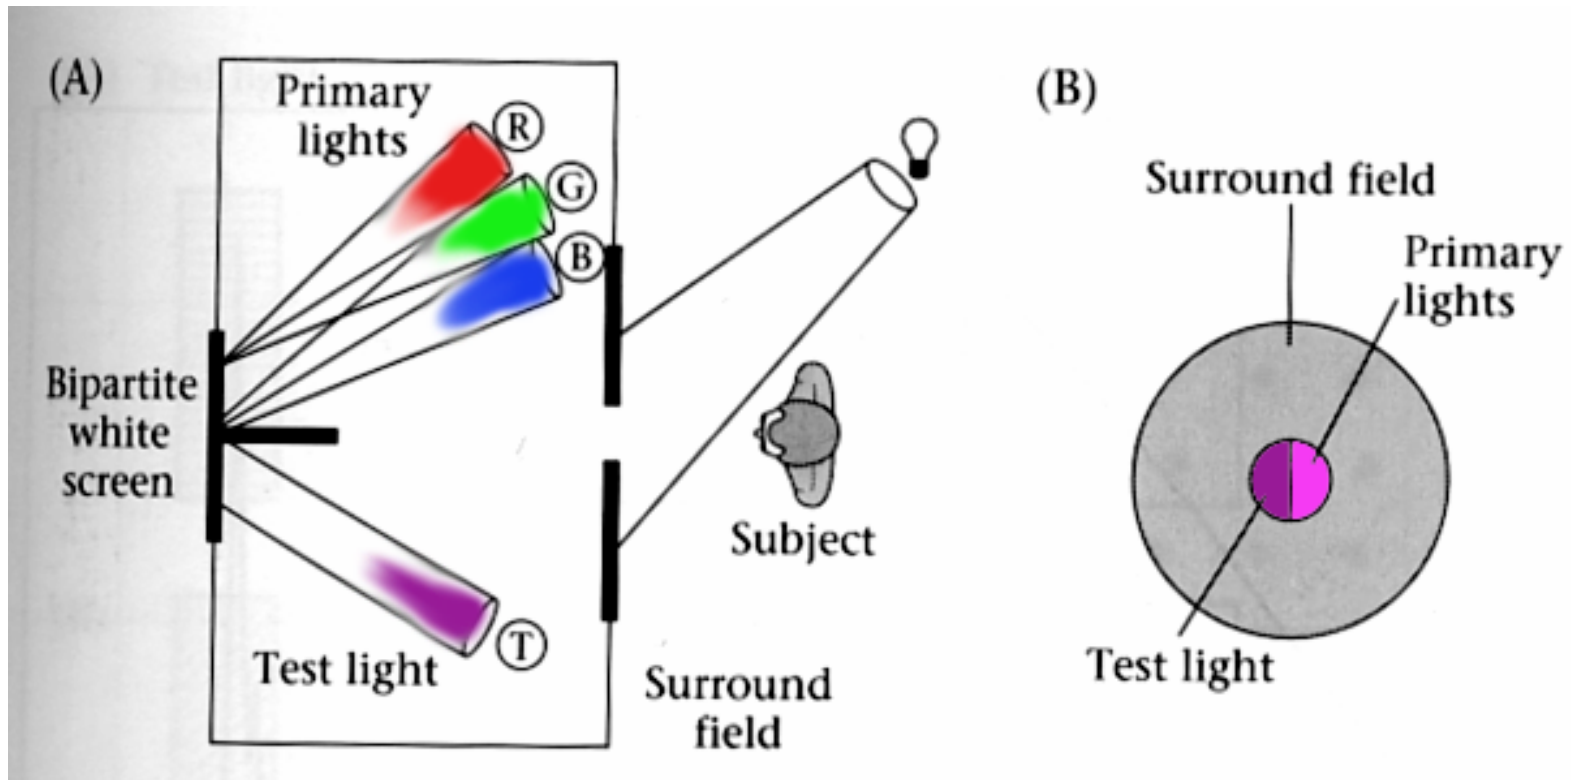 (A)
Primary
lights
R
G
B
Bipartite
white
screen
Subject
T
Test light
Surround
field
(B)
Surround field
Primary
lights
Test light